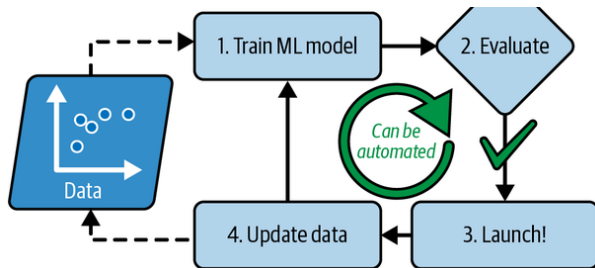 1. Train ML model
2. Evaluate
Can be
automated
Data
4. Update data
3. Launch!